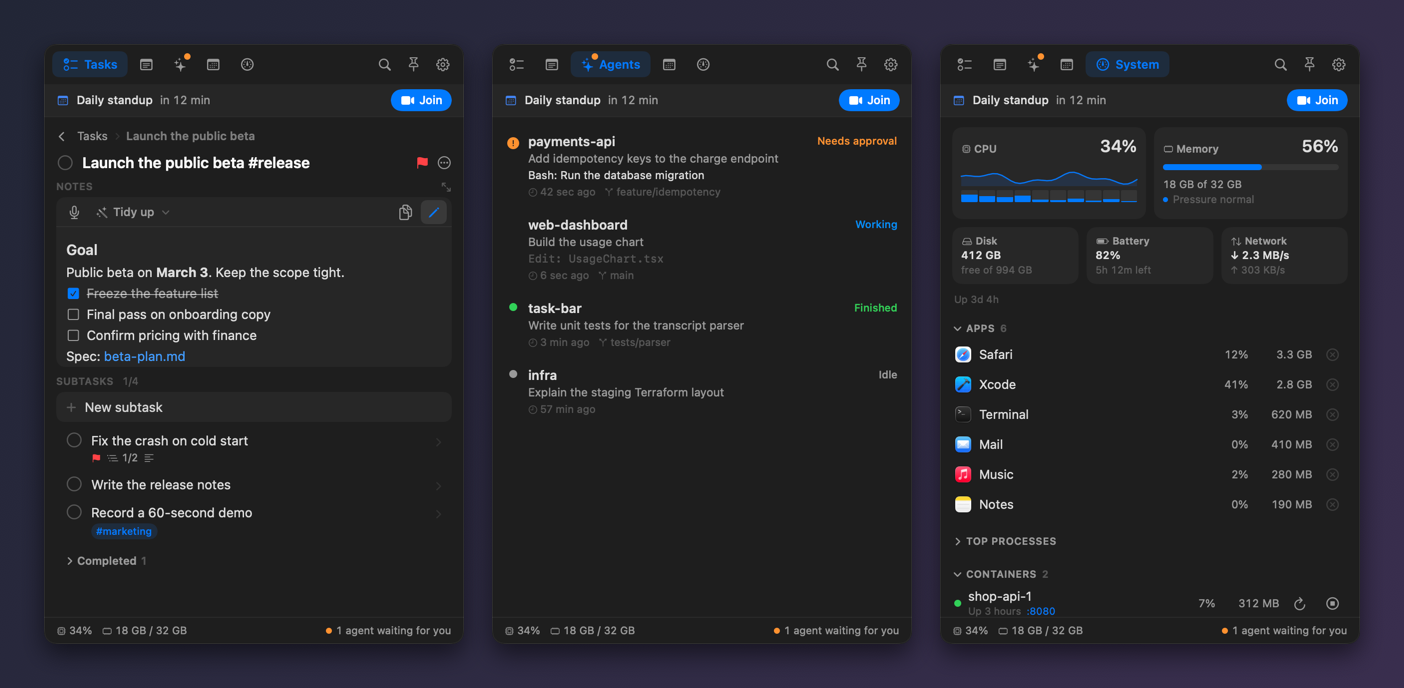 Tasks
Daily standup in 12 min
Join
Tasks
Launch the public beta
Launch the public beta #release
NOTES
Tidy up
Goal
Public beta on March 3. Keep the scope tight.
Freeze the feature list
Final pass on onboarding copy
Confirm pricing with finance
Spec: beta-plan.md
SUBTASKS 1/4
New subtask
Fix the crash on cold start
1/2
Write the release notes
Record a 60-second demo
#marketing
Completed 1
34% 18 GB / 32 GB
1 agent waiting for you
Agents
Daily standup in 12 min
Join
payments-api
Needs approval
Add idempotency keys to the charge endpoint
Bash: Run the database migration
42 sec ago feature/idempotency
web-dashboard
Working
Build the usage chart
Edit: UsageChart.tsx
6 sec ago main
task-bar
Finished
Write unit tests for the transcript parser
3 min ago tests/parser
infra
Idle
Explain the staging Terraform layout
57 min ago
34% 18 GB / 32 GB
1 agent waiting for you
System
Daily standup in 12 min
Join
CPU 34%
Memory 56%
18 GB of 32 GB
Pressure normal
Disk
412 GB
free of 994 GB
Battery
82%
5h 12m left
Network
↓ 2.3 MB/s
↑ 303 KB/s
Up 3d 4h
APPS 6
Safari 12% 3.3 GB
Xcode 41% 2.8 GB
Terminal 3% 620 MB
Mail 0% 410 MB
Music 2% 280 MB
Notes 0% 190 MB
TOP PROCESSES
CONTAINERS 2
shop-api-1 7% 312 MB
Up 3 hours :8080
34% 18 GB / 32 GB
1 agent waiting for you